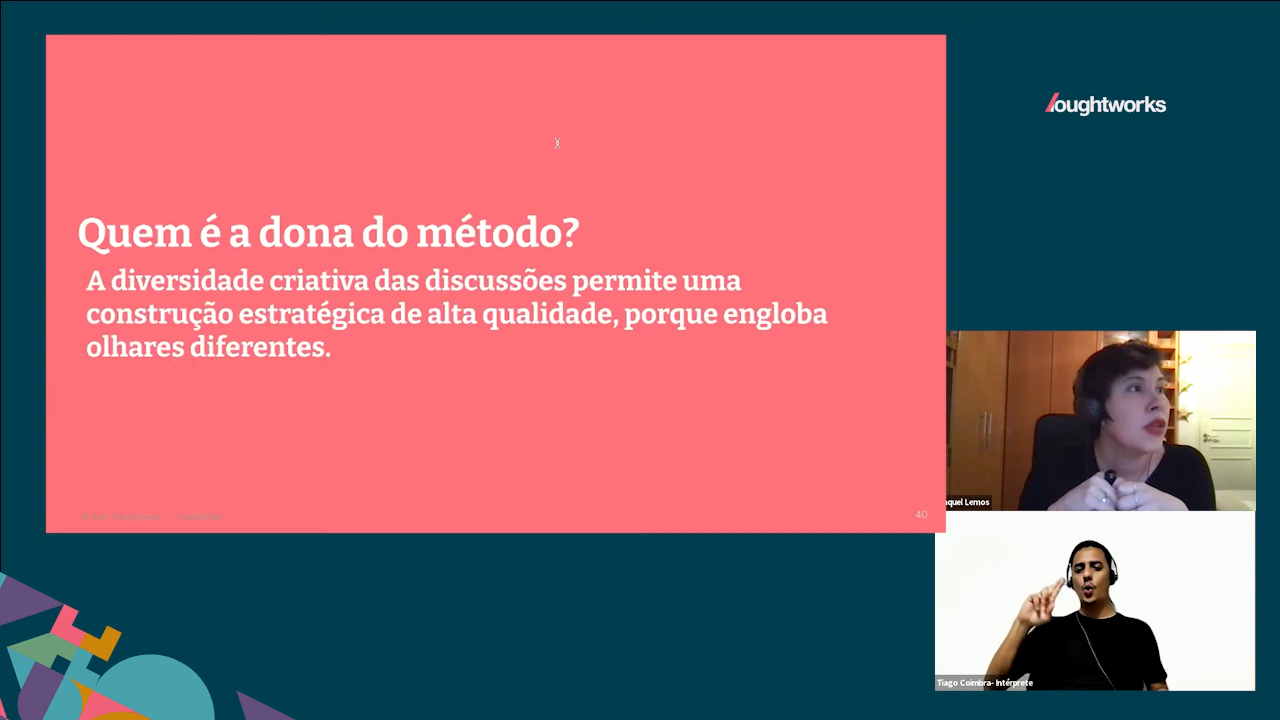 Quem é a dona do método?
A diversidade criativa das discussões permite uma
construção estratégica de alta qualidade, porque engloba
olhares diferentes.
40
/oughtworks
aquel Lemos
Tiago Coimbra- Intérprete